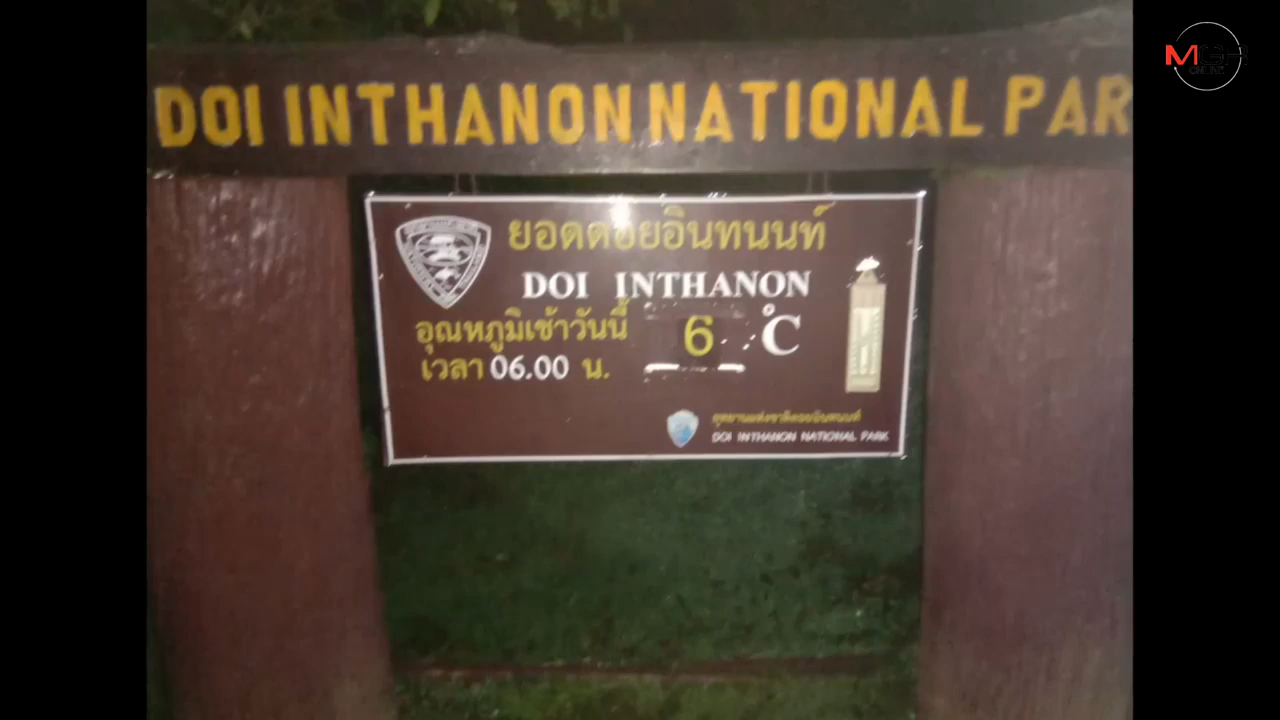 MGR
ONLINE
DOI INTHANON NATIONAL PAR
ยอดดอยอินทนนท์
DOI INTHANON
อุณหภูมิเช้าวันนี้ 6 °C
เวลา 06.00 น.
อุทยานแห่งชาติดอยอินทนนท์
DOI INTHANON NATIONAL PARK